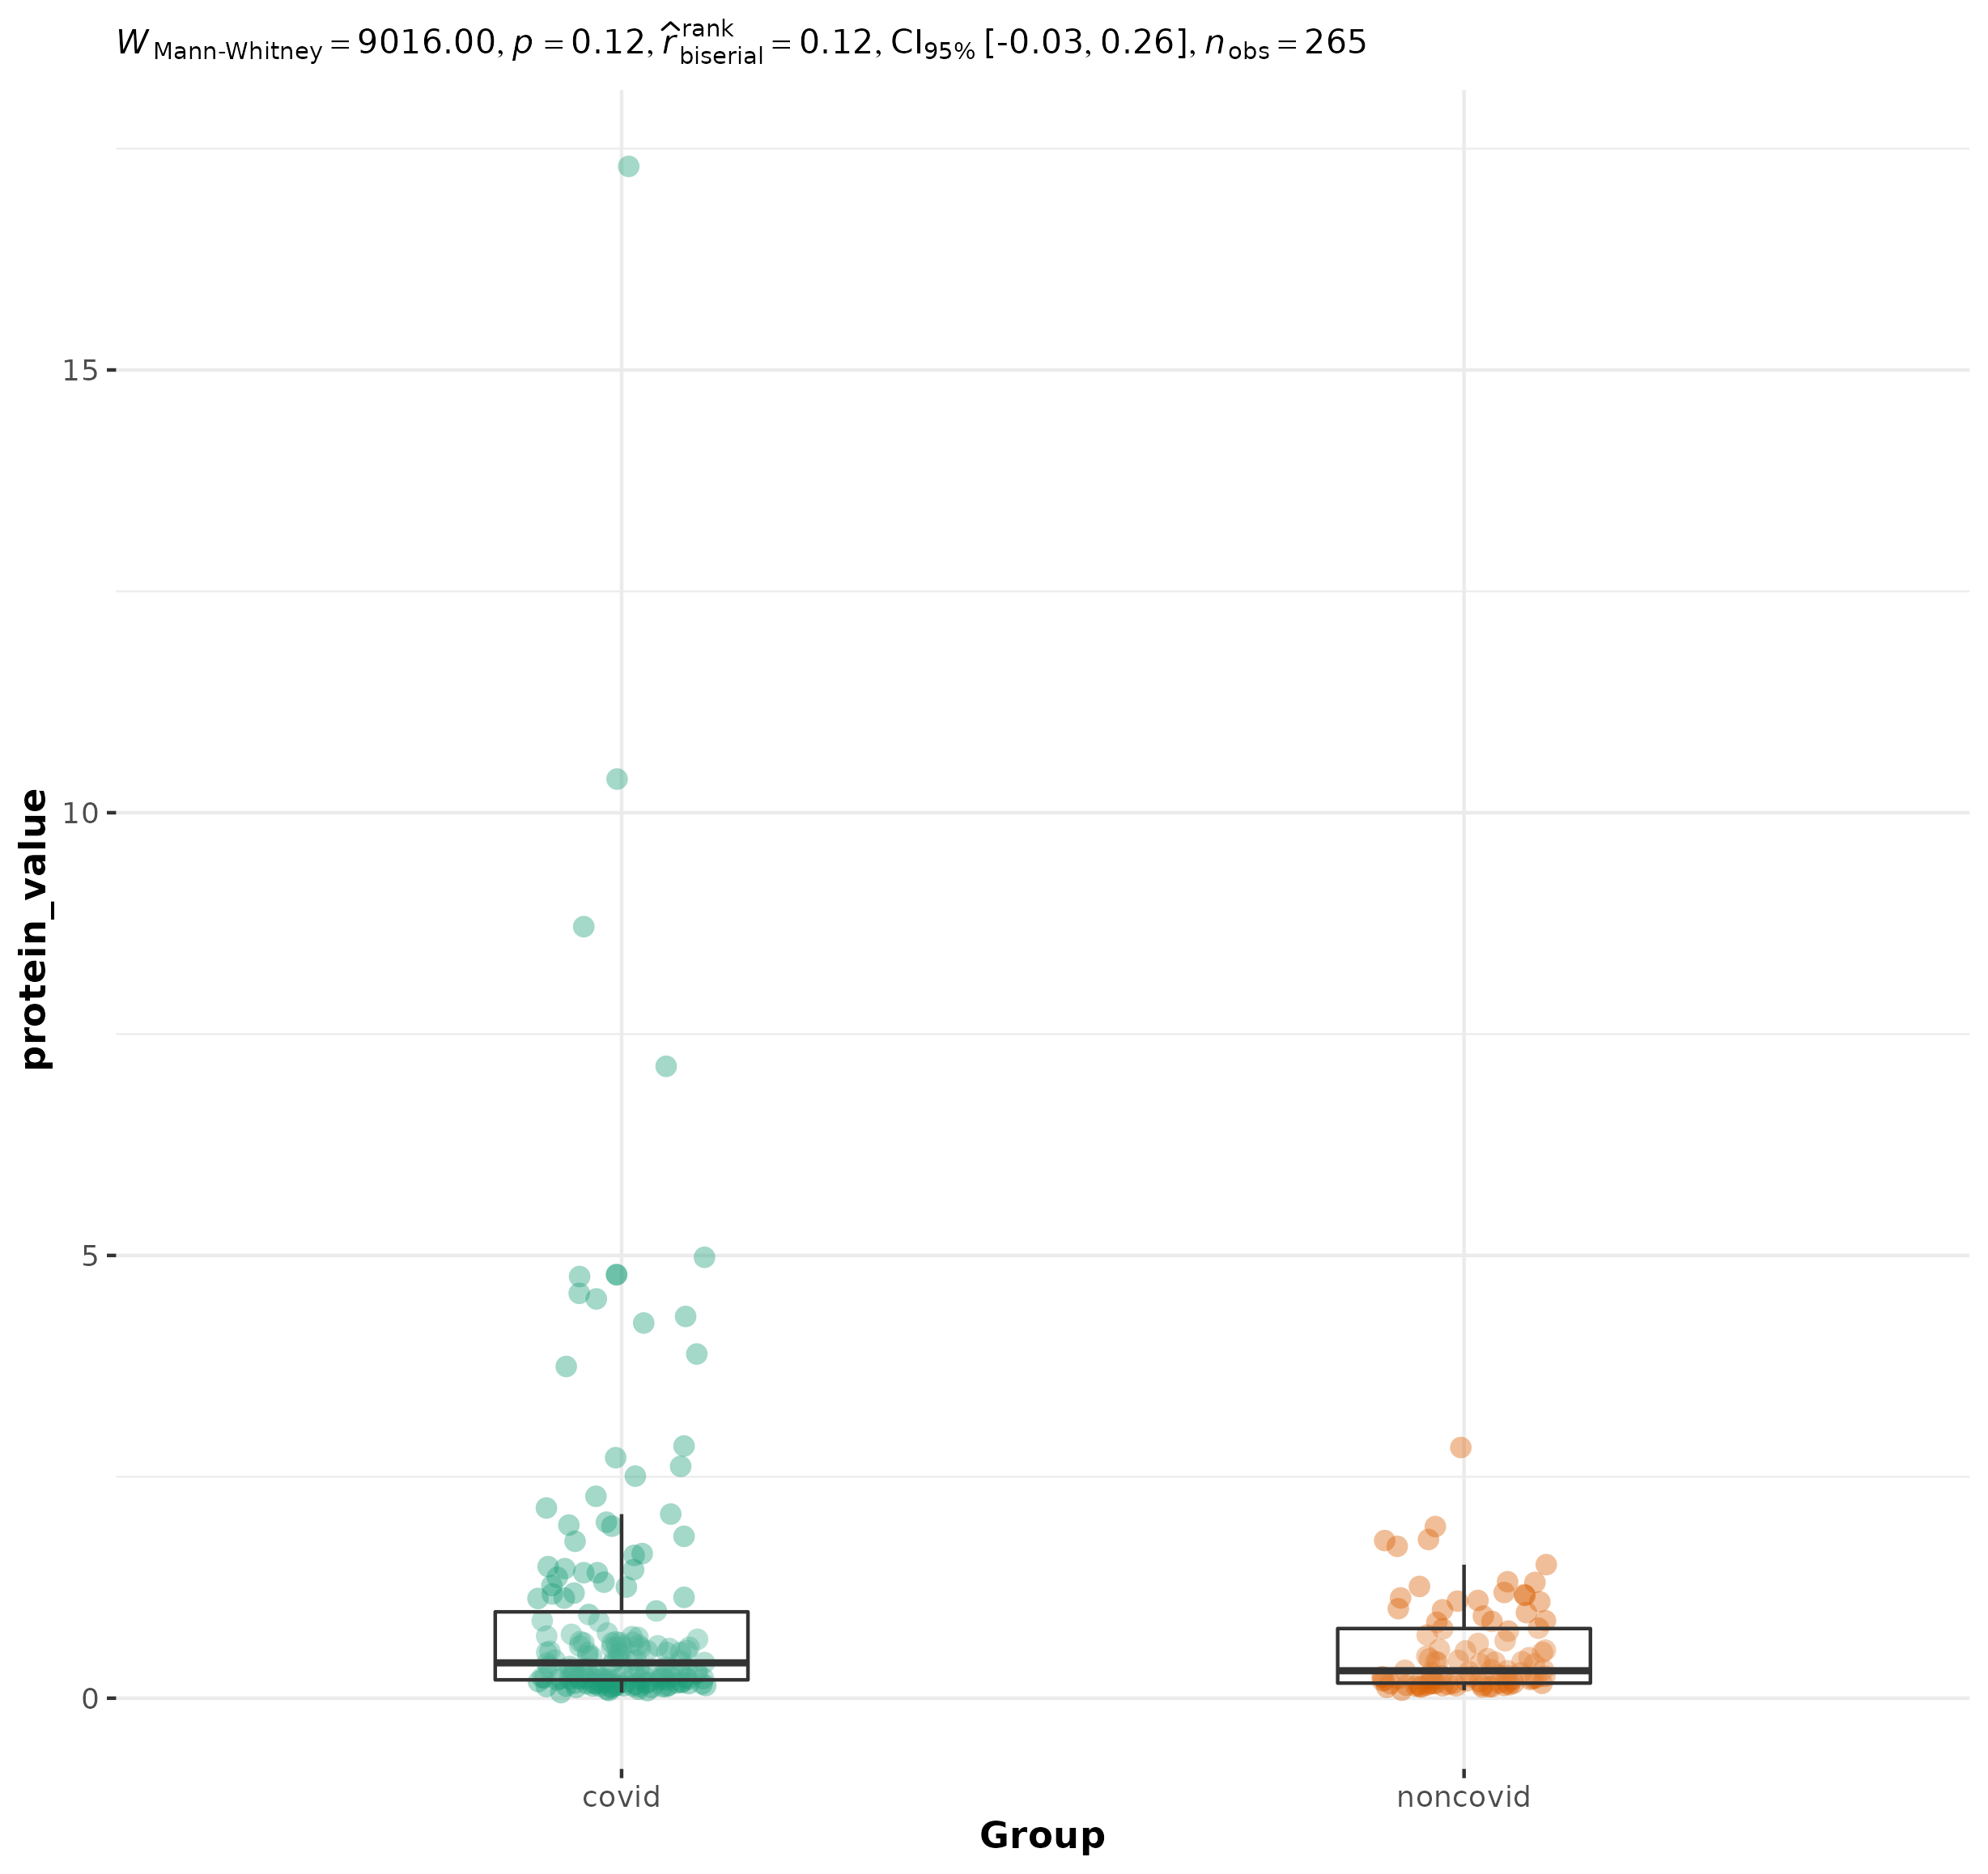 W Mann-Whitney = 9016.00, p = 0.12, r̂ rank biserial = 0.12, CI95% [-0.03, 0.26], nobs = 265
protein_value
15
10
5
0
covid noncovid
Group